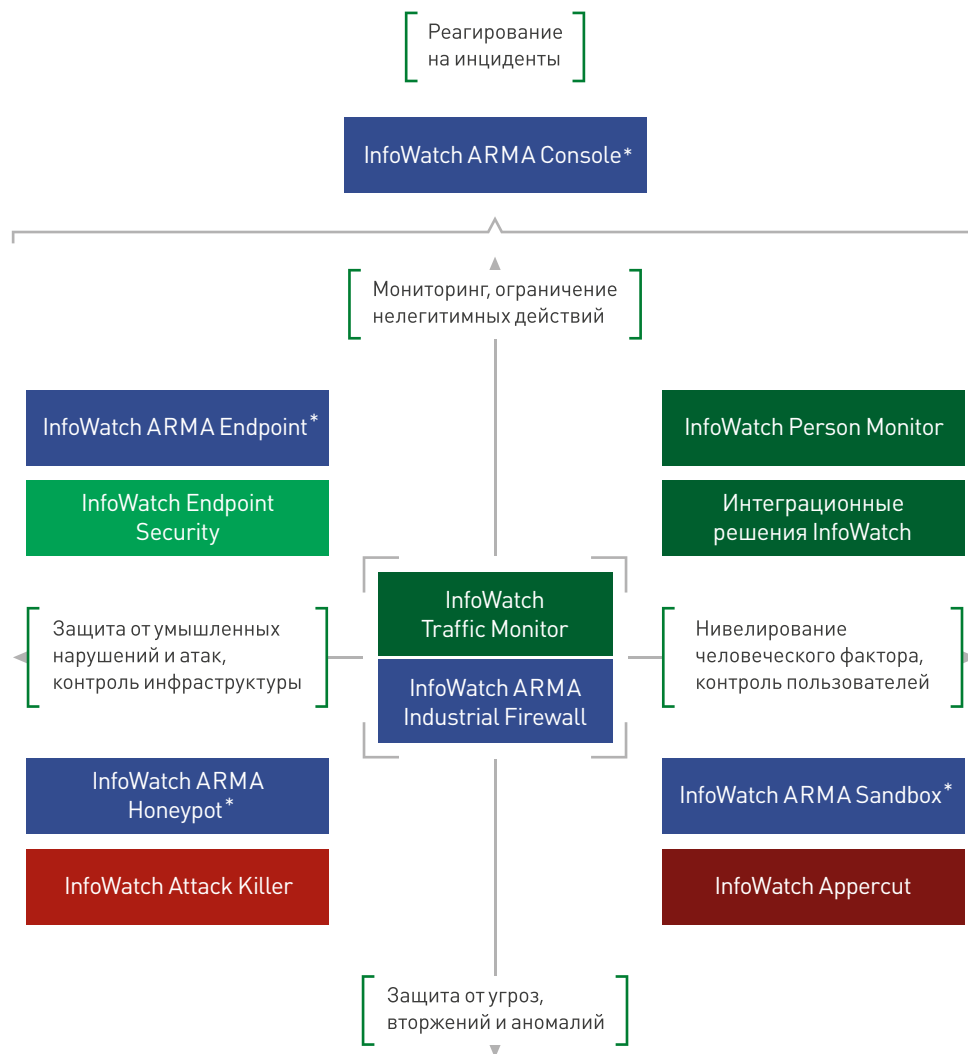 Реагирование
на инциденты
InfoWatch ARMA Console*
Мониторинг, ограничение
нелегитимных действий
InfoWatch ARMA Endpoint*
InfoWatch Person Monitor
InfoWatch Endpoint
Security
Интеграционные
решения InfoWatch
InfoWatch
Traffic Monitor
Защита от умышленных
нарушений и атак,
контроль инфраструктуры
Нивелирование
человеческого фактора,
контроль пользователей
InfoWatch ARMA
Industrial Firewall
InfoWatch ARMA
Honeypot*
InfoWatch ARMA Sandbox*
InfoWatch Attack Killer
InfoWatch Appercut
Защита от угроз,
вторжений и аномалий